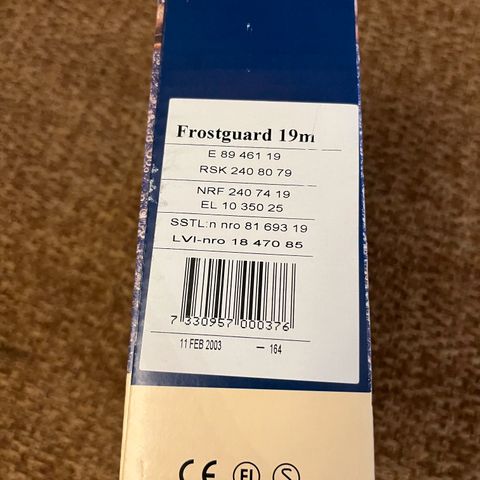 Frostguard 19m
E 89 461 19
RSK 240 80 79
NRF 240 74 19
EL 10 350 25
SSTL:n nro 81 693 19
LVI-nro 18 470 85
7 330957 000376
11 FEB 2003 — 164
CE FI S